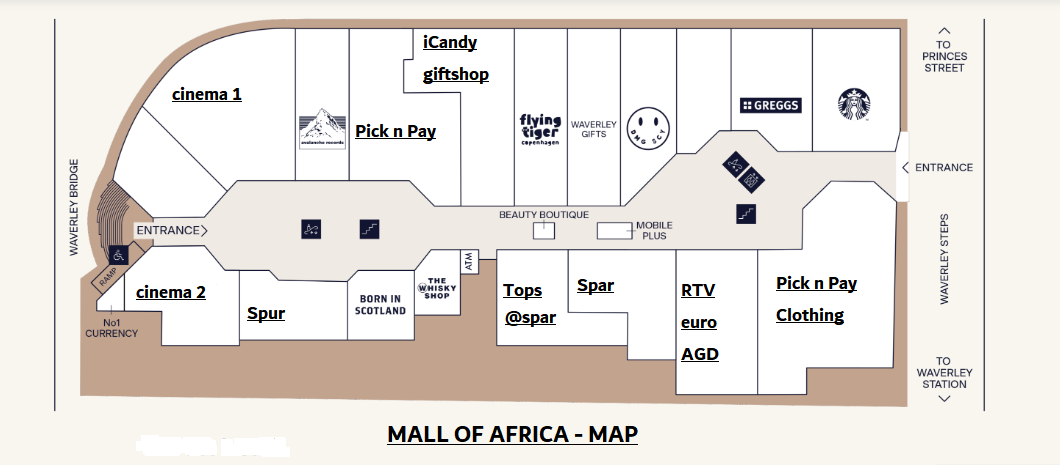 iCandy
giftshop
cinema 1
avalanche records
Pick n Pay
flying
tiger
copenhagen
WAVERLEY
GIFTS
DMG SCY
GREGGS
TO
PRINCES
STREET
ENTRANCE
WAVERLEY BRIDGE
ENTRANCE
BEAUTY BOUTIQUE
MOBILE
PLUS
WAVERLEY STEPS
RAMP
No1
CURRENCY
cinema 2
Spur
BORN IN
SCOTLAND
THE
WHISKY
SHOP
ATM
Tops
@spar
Spar
RTV
euro
AGD
Pick n Pay
Clothing
TO
WAVERLEY
STATION
MALL OF AFRICA - MAP